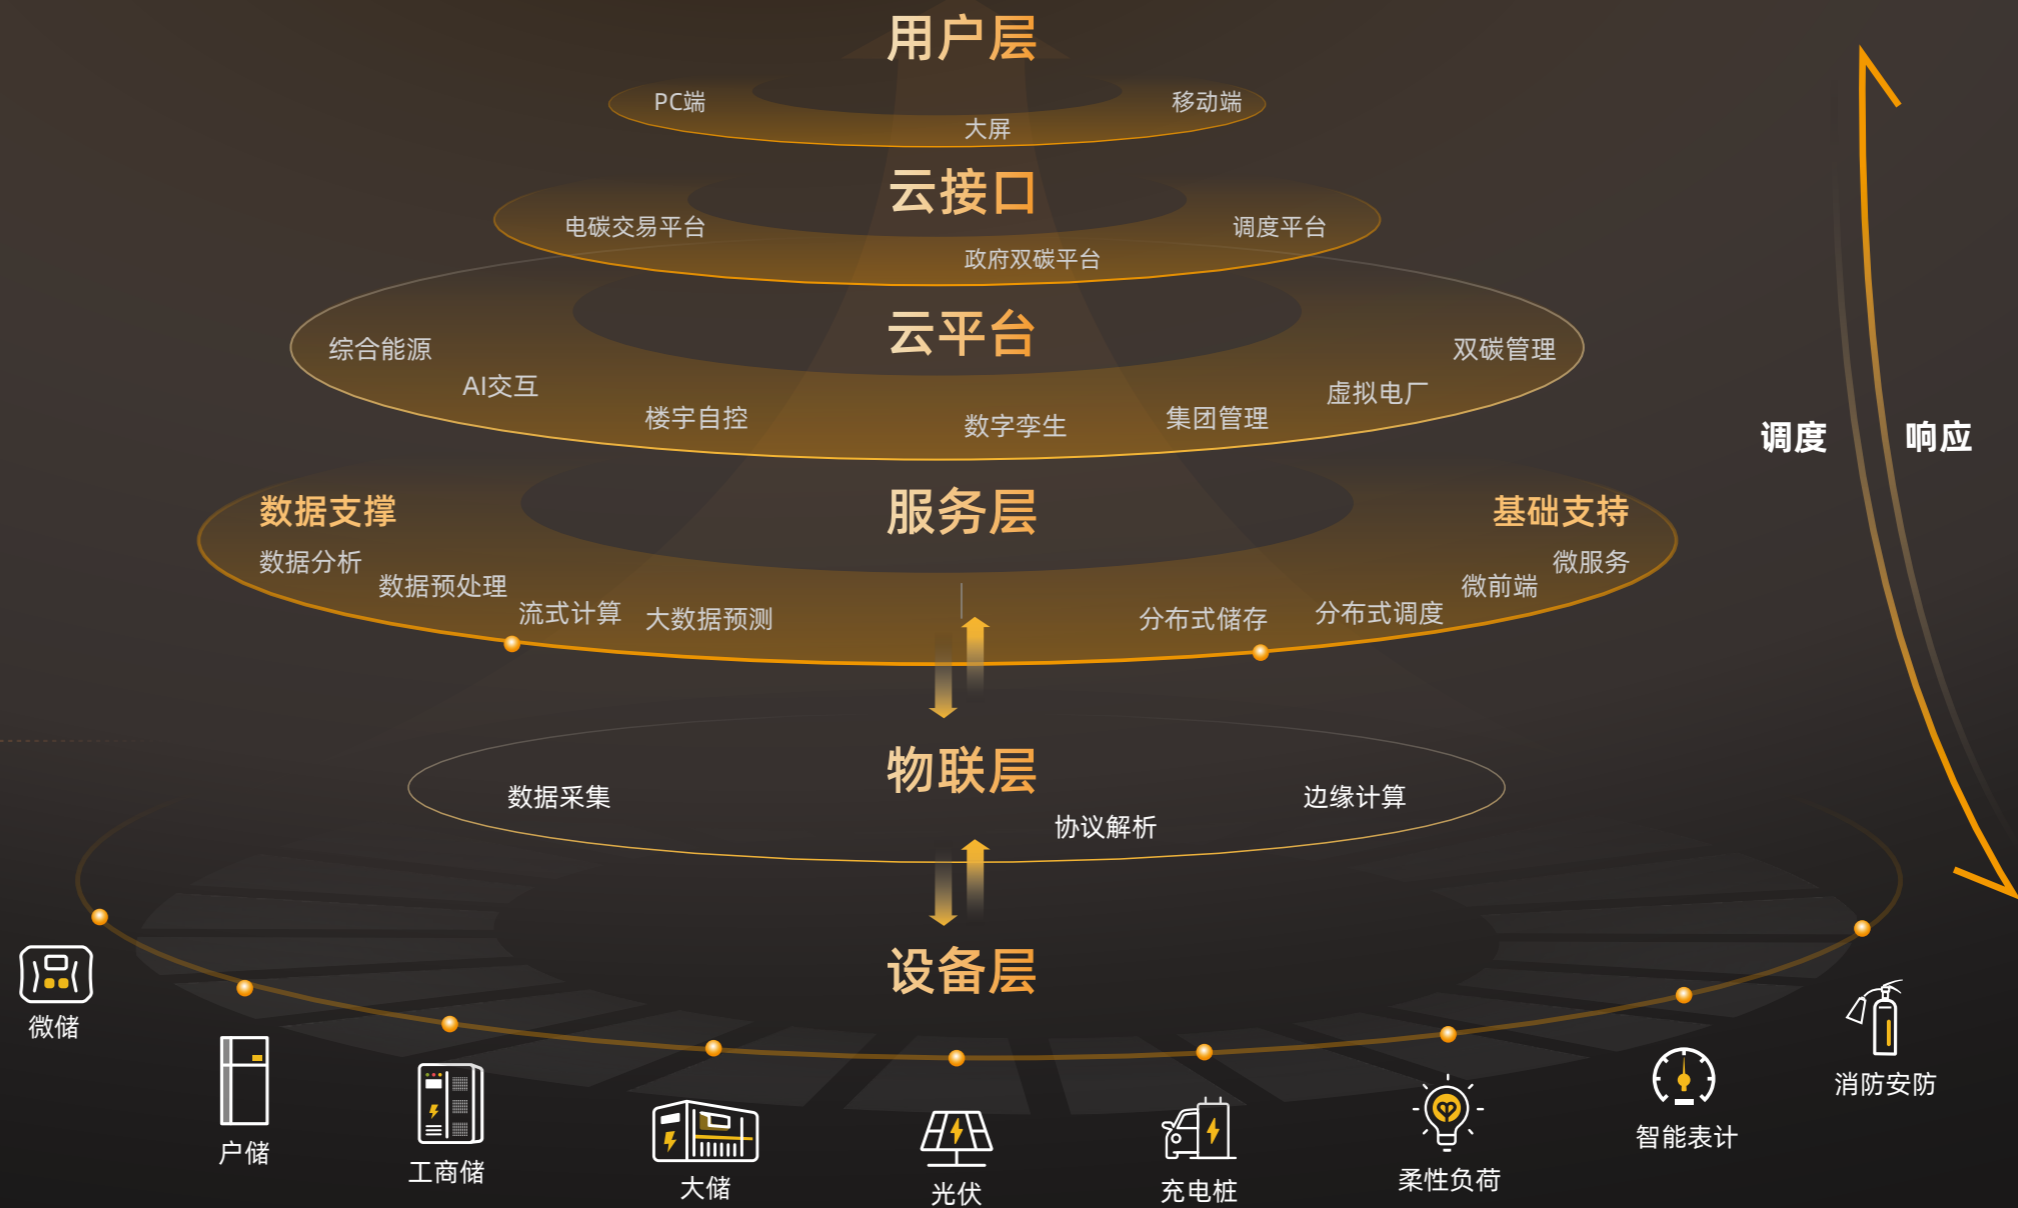 用户层
PC端
移动端
大屏
云接口
电碳交易平台
调度平台
政府双碳平台
云平台
综合能源
双碳管理
AI交互
虚拟电厂
楼宇自控
数字孪生
集团管理
调度
响应
服务层
数据支撑
基础支持
数据分析
微服务
数据预处理
微前端
流式计算
大数据预测
分布式储存
分布式调度
物联层
数据采集
边缘计算
协议解析
设备层
微储
户储
工商储
大储
光伏
充电桩
柔性负荷
智能表计
消防安防